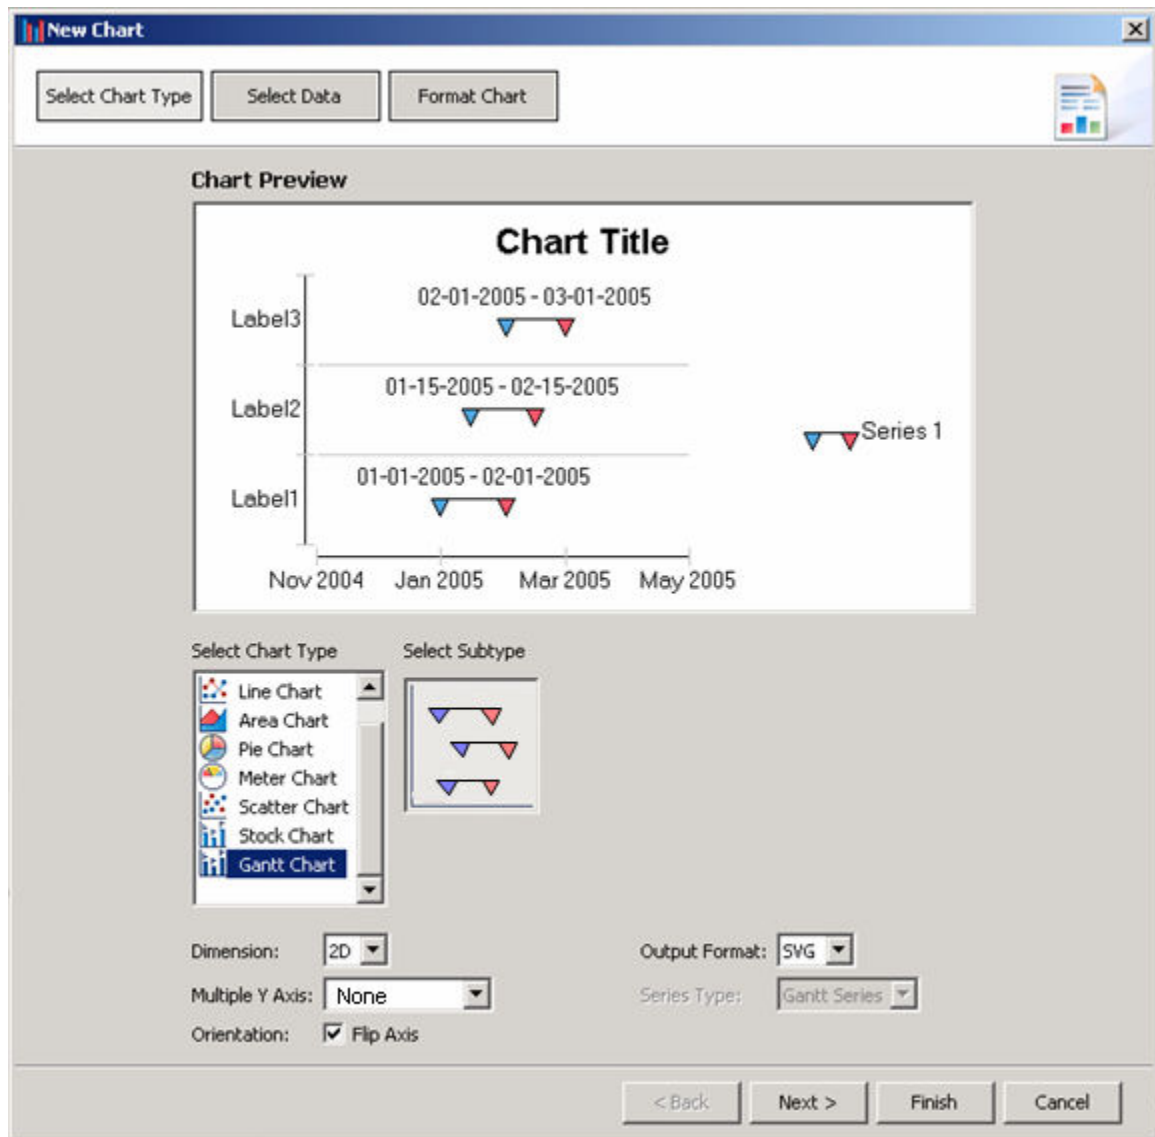 New Chart
Select Chart Type Select Data Format Chart
Chart Preview
Chart Title
02-01-2005 - 03-01-2005
Label3
01-15-2005 - 02-15-2005
Label2
Series 1
01-01-2005 - 02-01-2005
Label1
Nov 2004 Jan 2005 Mar 2005 May 2005
Select Chart Type Select Subtype
Line Chart
Area Chart
Pie Chart
Meter Chart
Scatter Chart
Stock Chart
Gantt Chart
Dimension: 2D Output Format: SVG
Multiple Y Axis: None Series Type: Gantt Series
Orientation: Flip Axis
< Back Next > Finish Cancel